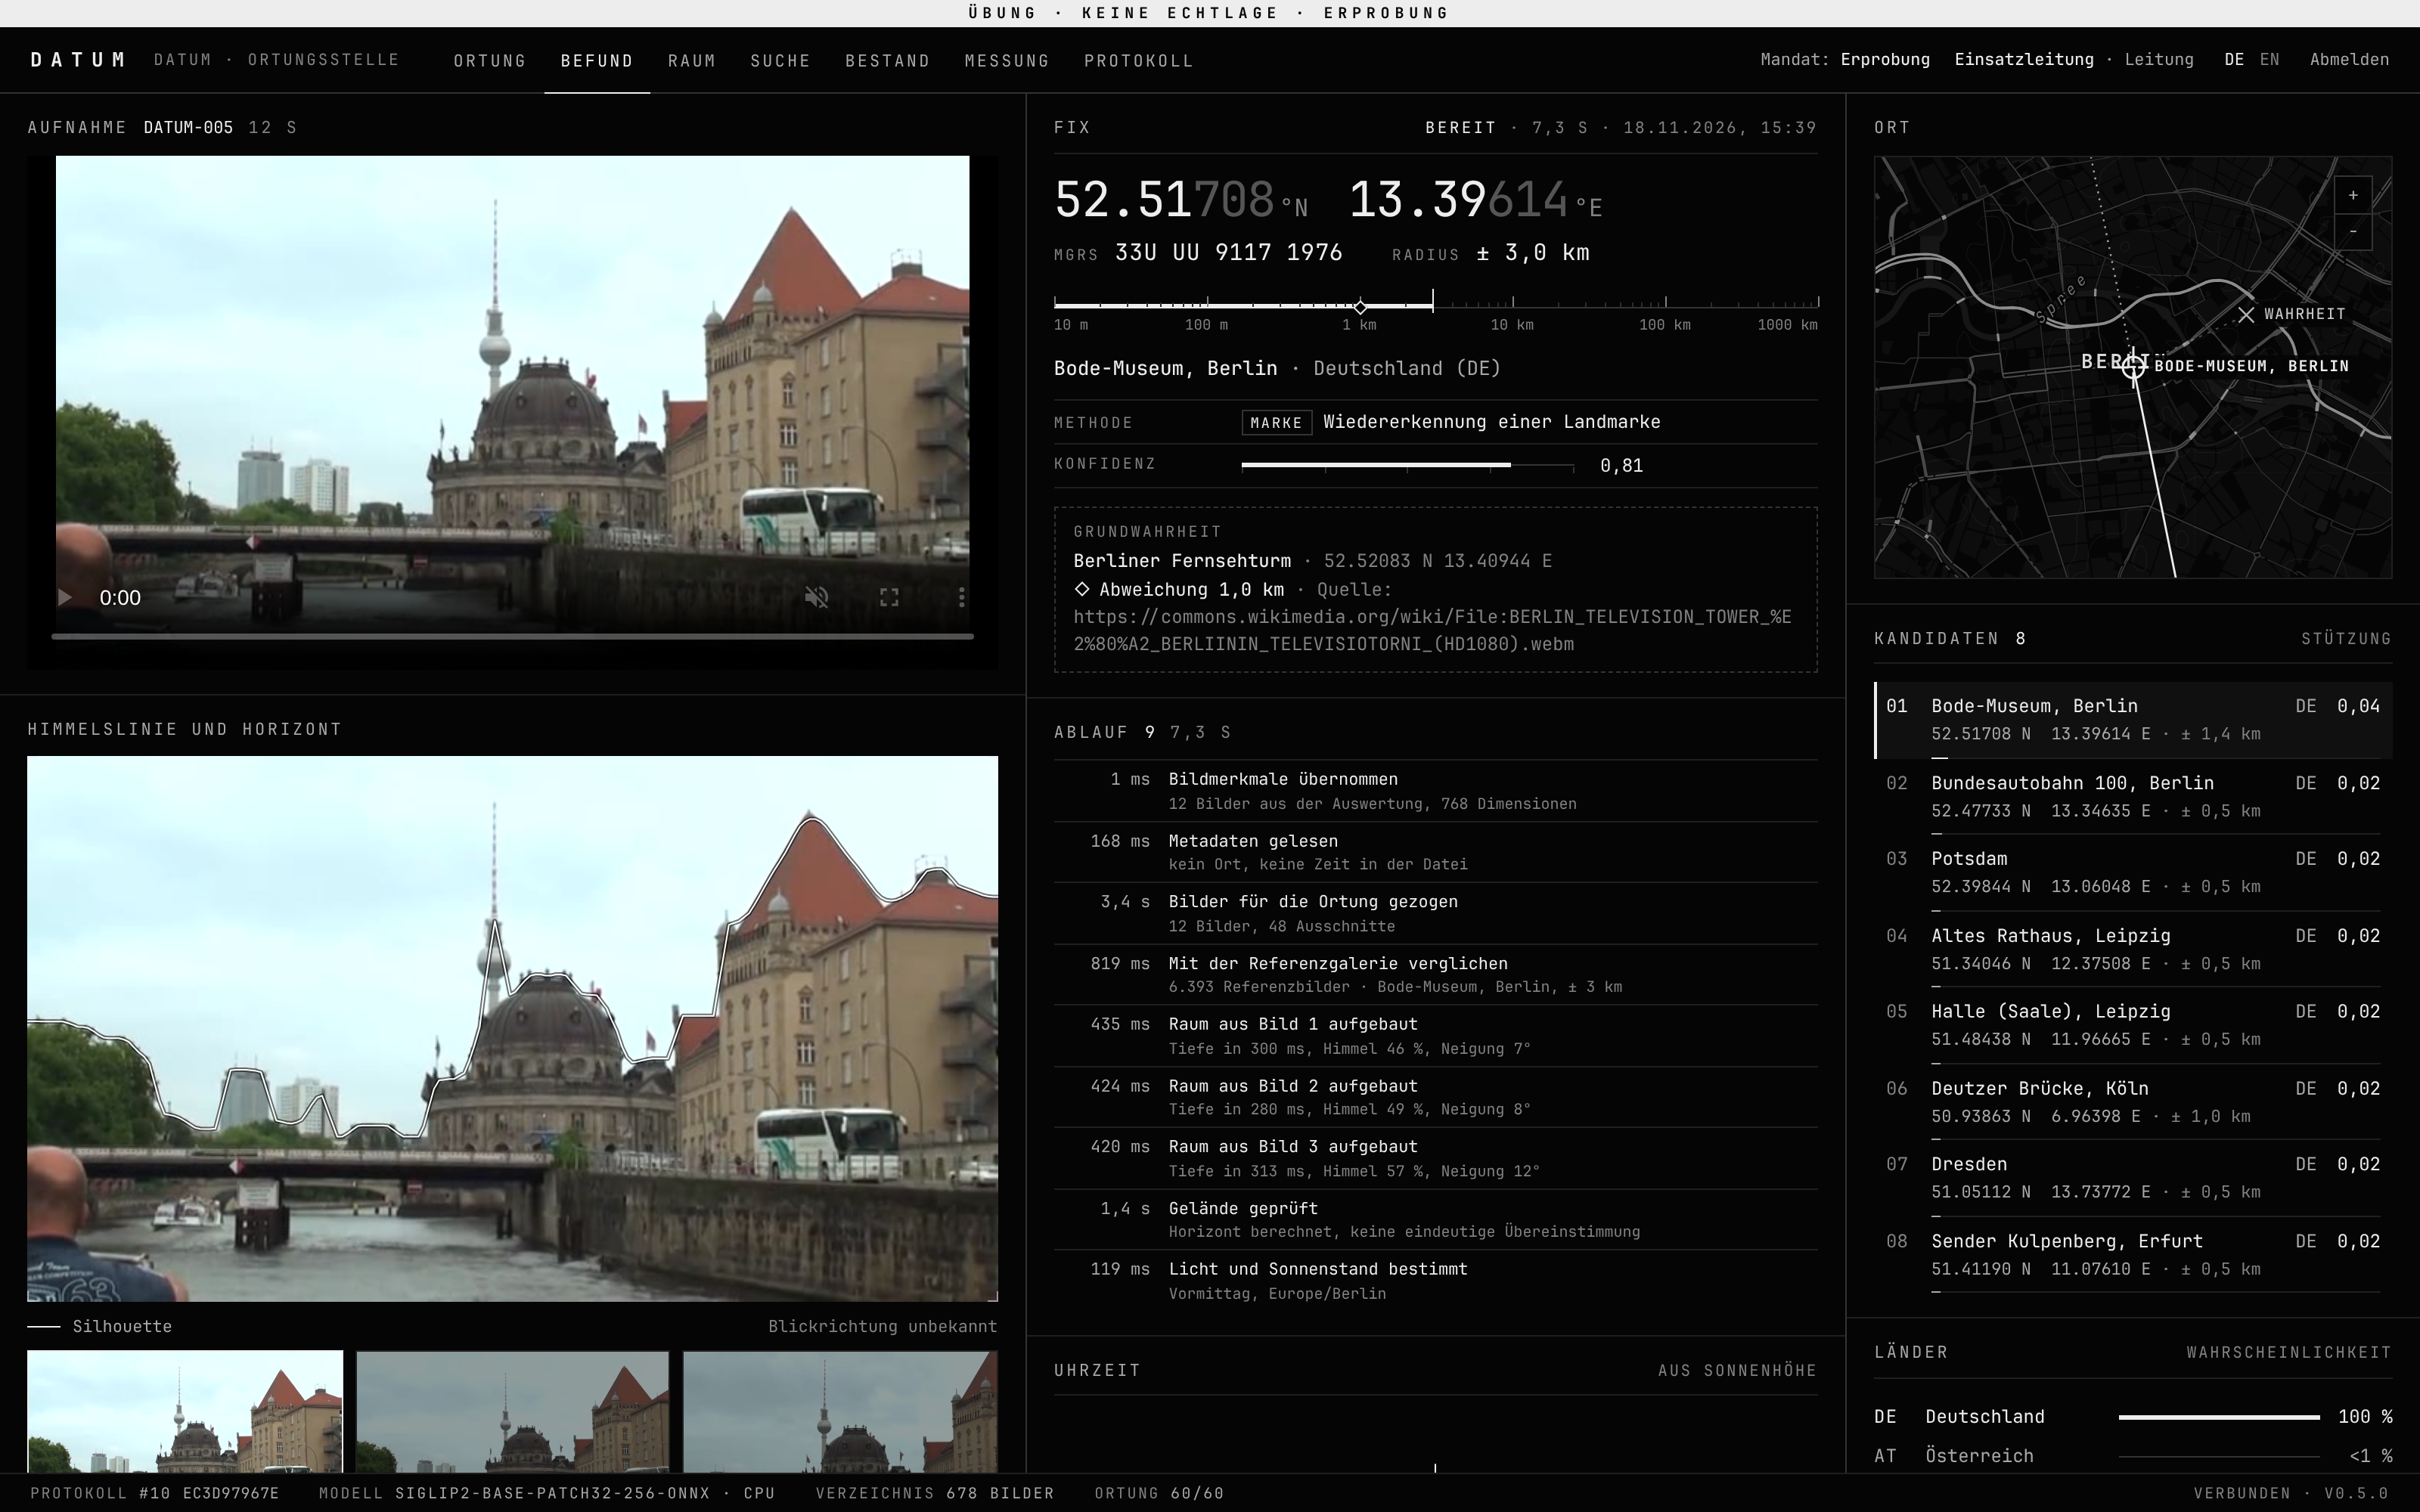 ÜBUNG · KEINE ECHTLAGE · ERPROBUNG
DATUM DATUM · ORTUNGSSTELLE ORTUNG BEFUND RAUM SUCHE BESTAND MESSUNG PROTOKOLL Mandat: Erprobung Einsatzleitung · Leitung DE EN Abmelden
AUFNAHME DATUM-005 12 S
0:00
HIMMELSLINIE UND HORIZONT
63
Silhouette Blickrichtung unbekannt
FIX BEREIT · 7,3 S · 18.11.2026, 15:39
52.51708 °N 13.39614 °E
MGRS 33U UU 9117 1976 RADIUS ± 3,0 km
10 m 100 m 1 km 10 km 100 km 1000 km
Bode-Museum, Berlin · Deutschland (DE)
METHODE MARKE Wiedererkennung einer Landmarke
KONFIDENZ 0,81
GRUNDWAHRHEIT
Berliner Fernsehturm · 52.52083 N 13.40944 E
◇ Abweichung 1,0 km · Quelle:
https://commons.wikimedia.org/wiki/File:BERLIN_TELEVISION_TOWER_%E
2%80%A2_BERLIININ_TELEVISIOTORNI_(HD1080).webm
ABLAUF 9 7,3 S
1 ms Bildmerkmale übernommen
12 Bilder aus der Auswertung, 768 Dimensionen
168 ms Metadaten gelesen
kein Ort, keine Zeit in der Datei
3,4 s Bilder für die Ortung gezogen
12 Bilder, 48 Ausschnitte
819 ms Mit der Referenzgalerie verglichen
6.393 Referenzbilder · Bode-Museum, Berlin, ± 3 km
435 ms Raum aus Bild 1 aufgebaut
Tiefe in 300 ms, Himmel 46 %, Neigung 7°
424 ms Raum aus Bild 2 aufgebaut
Tiefe in 280 ms, Himmel 49 %, Neigung 8°
420 ms Raum aus Bild 3 aufgebaut
Tiefe in 313 ms, Himmel 57 %, Neigung 12°
1,4 s Gelände geprüft
Horizont berechnet, keine eindeutige Übereinstimmung
119 ms Licht und Sonnenstand bestimmt
Vormittag, Europe/Berlin
UHRZEIT AUS SONNENHÖHE
ORT
+
-
Spree
WAHRHEIT
BODE-MUSEUM, BERLIN
KANDIDATEN 8 STÜTZUNG
01 Bode-Museum, Berlin DE 0,04
52.51708 N 13.39614 E · ± 1,4 km
02 Bundesautobahn 100, Berlin DE 0,02
52.47733 N 13.34635 E · ± 0,5 km
03 Potsdam DE 0,02
52.39844 N 13.06048 E · ± 0,5 km
04 Altes Rathaus, Leipzig DE 0,02
51.34046 N 12.37508 E · ± 0,5 km
05 Halle (Saale), Leipzig DE 0,02
51.48438 N 11.96665 E · ± 0,5 km
06 Deutzer Brücke, Köln DE 0,02
50.93863 N 6.96398 E · ± 1,0 km
07 Dresden DE 0,02
51.05112 N 13.73772 E · ± 0,5 km
08 Sender Kulpenberg, Erfurt DE 0,02
51.41190 N 11.07610 E · ± 0,5 km
LÄNDER WAHRSCHEINLICHKEIT
DE Deutschland 100 %
AT Österreich <1 %
PROTOKOLL #10 EC3D97967E MODELL SIGLIP2-BASE-PATCH32-256-ONNX · CPU VERZEICHNIS 678 BILDER ORTUNG 60/60 VERBUNDEN · V0.5.0